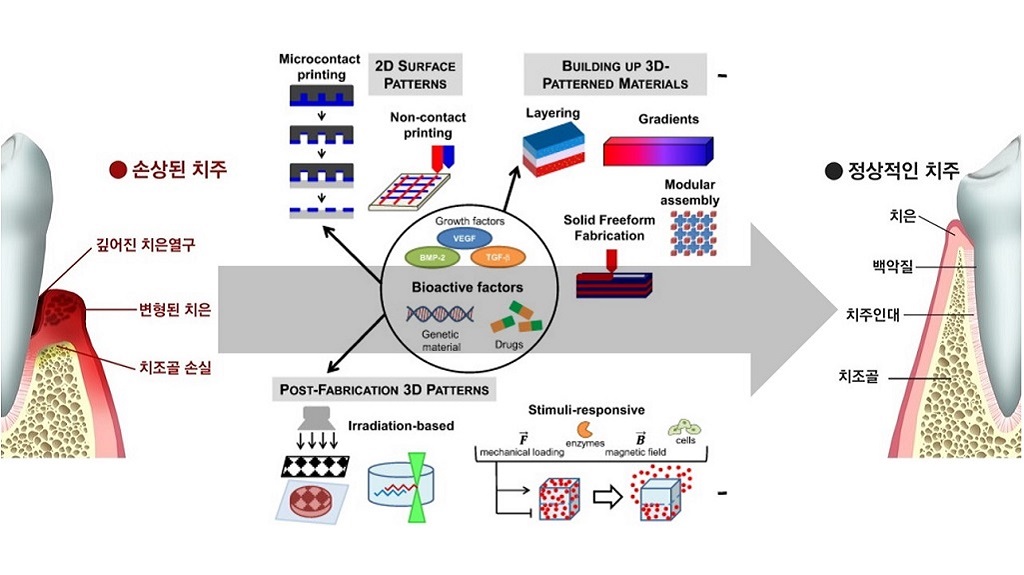 손상된 치주
깊어진 치은열구
변형된 치은
치조골 손실
Microcontact
printing
2D SURFACE
PATTERNS
Non-contact
printing
BUILDING UP 3D-
PATTERNED MATERIALS
Layering
Gradients
Modular
assembly
Solid Freeform
Fabrication
Growth factors
VEGF
BMP-2
TGF-β
Bioactive factors
Genetic
material
Drugs
POST-FABRICATION 3D PATTERNS
Irradiation-based
Stimuli-responsive
F
mechanical loading
enzymes
B
magnetic field
cells
정상적인 치주
치은
백악질
치주인대
치조골